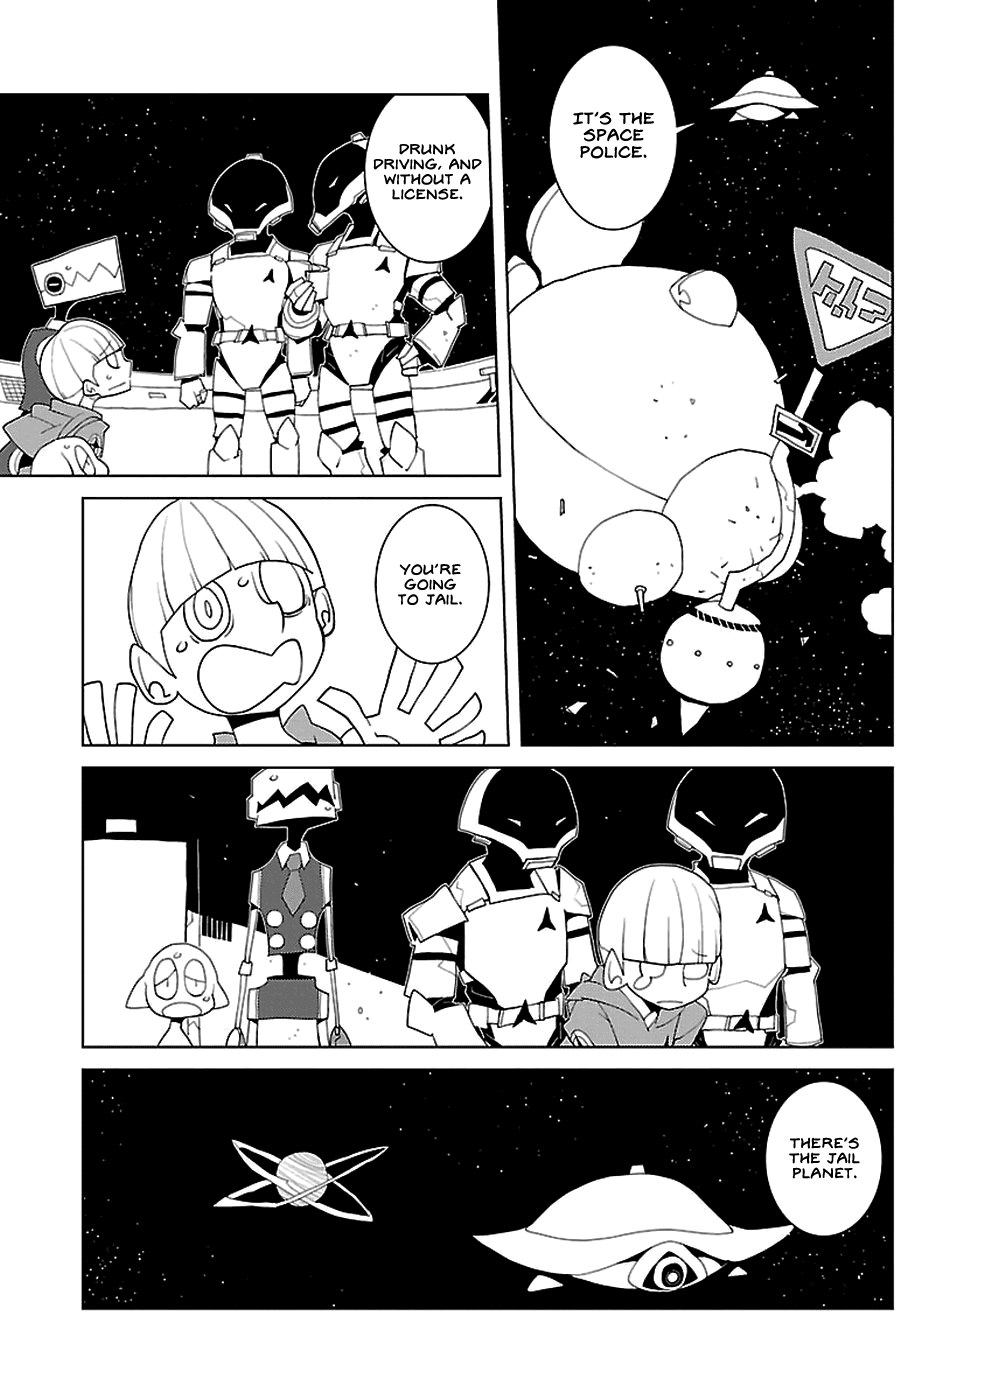 IT'S THE
SPACE
POLICE.
DRUNK
DRIVING, AND
WITHOUT A
LICENSE.
YOU'RE
GOING
TO JAIL.
THERE'S
THE JAIL
PLANET.